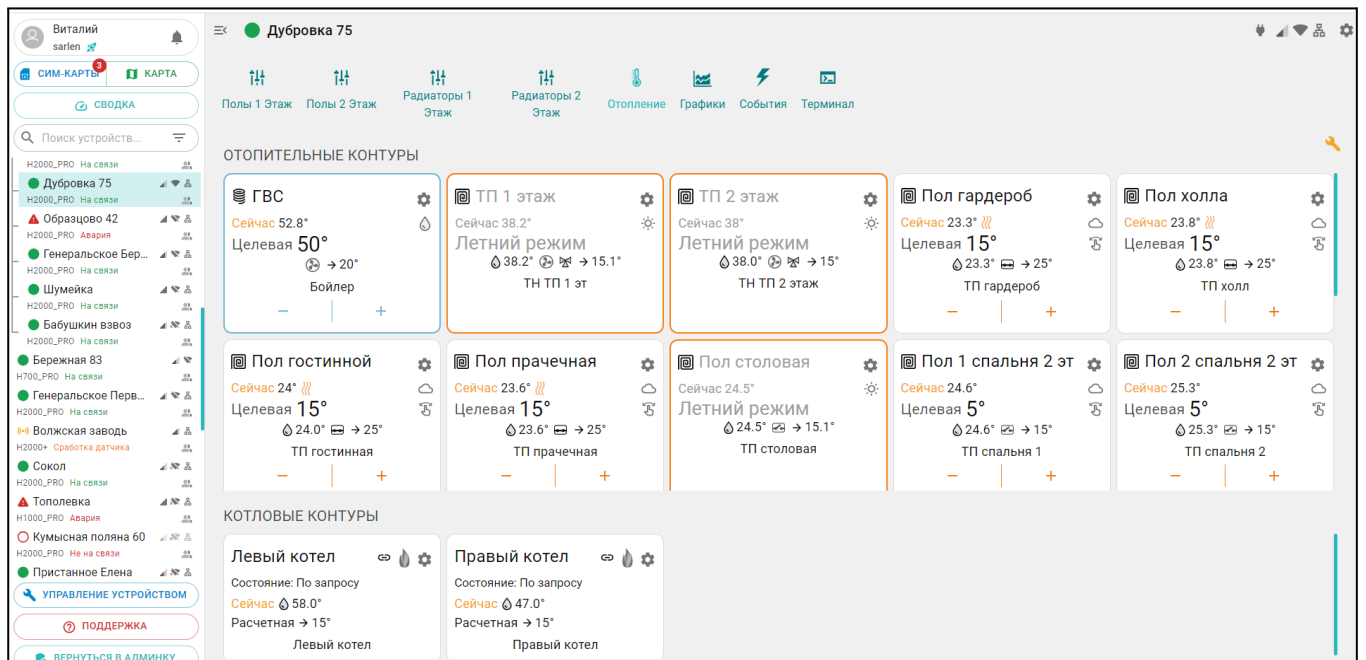 Виталий
sarlen
СИМ-КАРТЫ
3
КАРТА
СВОДКА
Поиск устройств...
H2000_PRO На связи
Дубровка 75
H2000_PRO На связи
Образцово 42
H2000_PRO Авария
Генеральское Бер...
H2000_PRO На связи
Шумейка
H2000_PRO На связи
Бабушкин взвоз
H2000_PRO На связи
Бережная 83
H700_PRO На связи
Генеральское Перв...
H2000_PRO На связи
Волжская заводь
H2000+ Сработка датчика
Сокол
H2000_PRO На связи
Тополевка
H1000_PRO Авария
Кумысная поляна 60
H2000_PRO Не на связи
Пристанное Елена
УПРАВЛЕНИЕ УСТРОЙСТВОМ
ПОДДЕРЖКА
ВЕРНУТЬСЯ В АДМИНКУ
Дубровка 75
Полы 1 Этаж
Полы 2 Этаж
Радиаторы 1
Этаж
Радиаторы 2
Этаж
Отопление
Графики
События
Терминал
ОТОПИТЕЛЬНЫЕ КОНТУРЫ
ГВС
Сейчас 52.8°
Целевая 50°
→ 20°
Бойлер
− +
ТП 1 этаж
Сейчас 38.2°
Летний режим
38.2° → 15.1°
ТН ТП 1 эт
ТП 2 этаж
Сейчас 38°
Летний режим
38.0° → 15°
ТН ТП 2 этаж
Пол гардероб
Сейчас 23.3°
Целевая 15°
23.3° → 25°
ТП гардероб
− +
Пол холла
Сейчас 23.8°
Целевая 15°
23.8° → 25°
ТП холл
− +
Пол гостинной
Сейчас 24°
Целевая 15°
24.0° → 25°
ТП гостинная
− +
Пол прачечная
Сейчас 23.6°
Целевая 15°
23.6° → 25°
ТП прачечная
− +
Пол столовая
Сейчас 24.5°
Летний режим
24.5° → 15.1°
ТП столовая
Пол 1 спальня 2 эт
Сейчас 24.6°
Целевая 5°
24.6° → 15°
ТП спальня 1
− +
Пол 2 спальня 2 эт
Сейчас 25.3°
Целевая 5°
25.3° → 15°
ТП спальня 2
− +
КОТЛОВЫЕ КОНТУРЫ
Левый котел
Состояние: По запросу
Сейчас 58.0°
Расчетная → 15°
Левый котел
Правый котел
Состояние: По запросу
Сейчас 47.0°
Расчетная → 15°
Правый котел